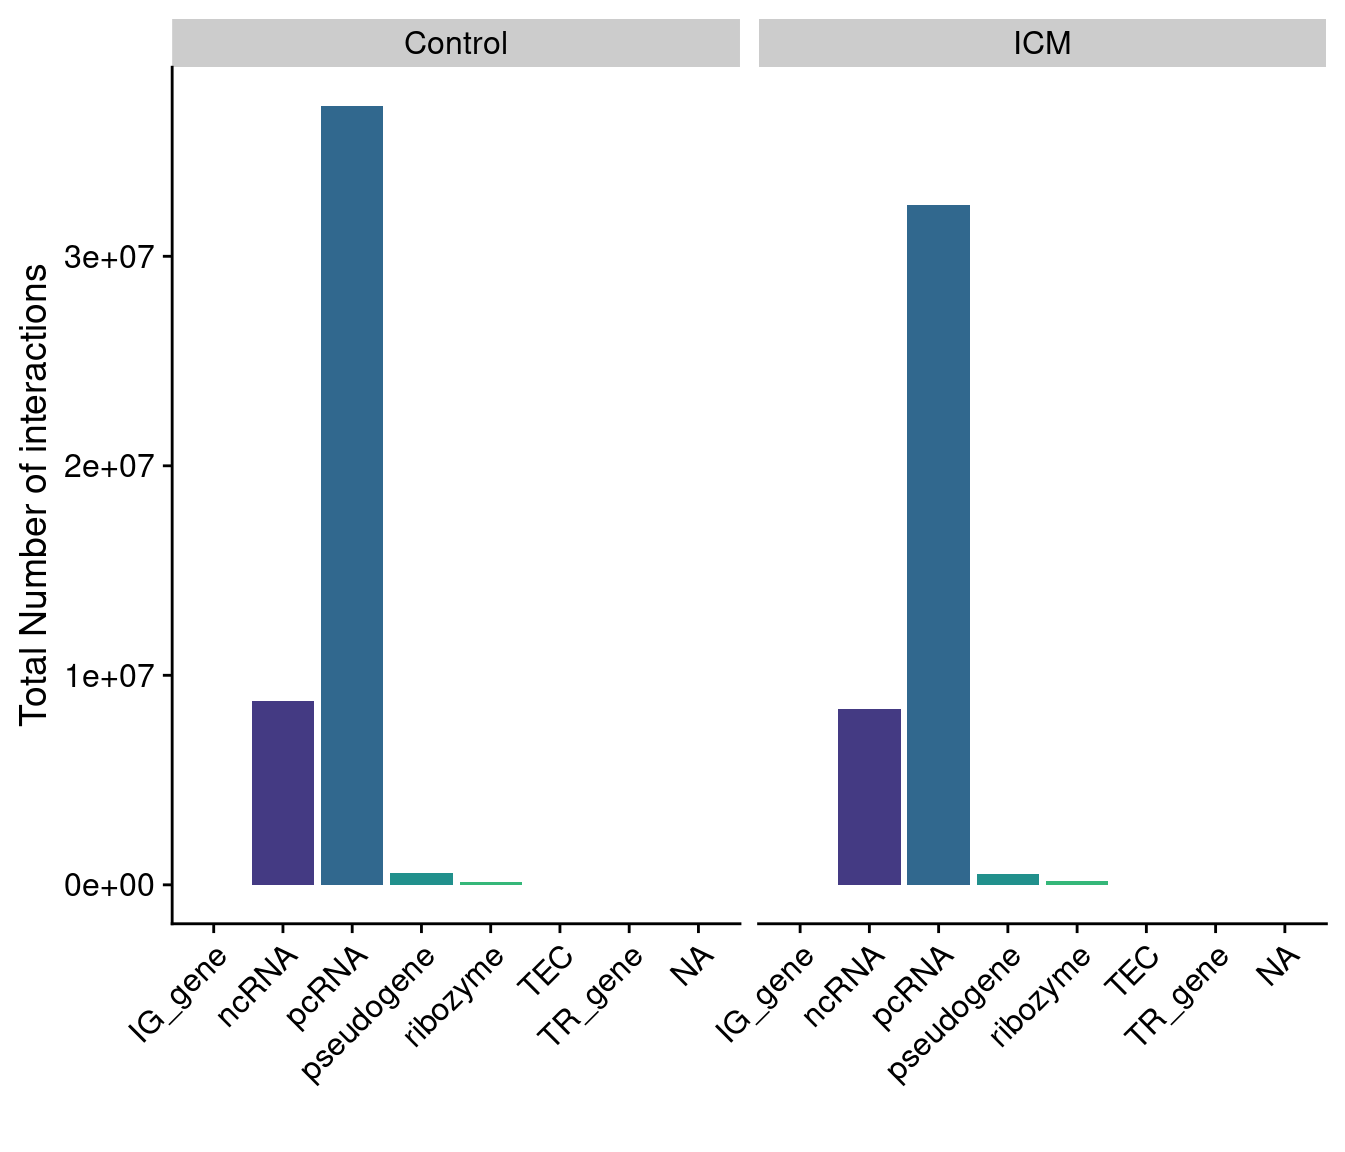 Control
ICM
Total Number of interactions
3e+07
2e+07
1e+07
0e+00
IG_gene
ncRNA
pcRNA
pseudogene
ribozyme
TEC
TR_gene
NA
IG_gene
ncRNA
pcRNA
pseudogene
ribozyme
TEC
TR_gene
NA